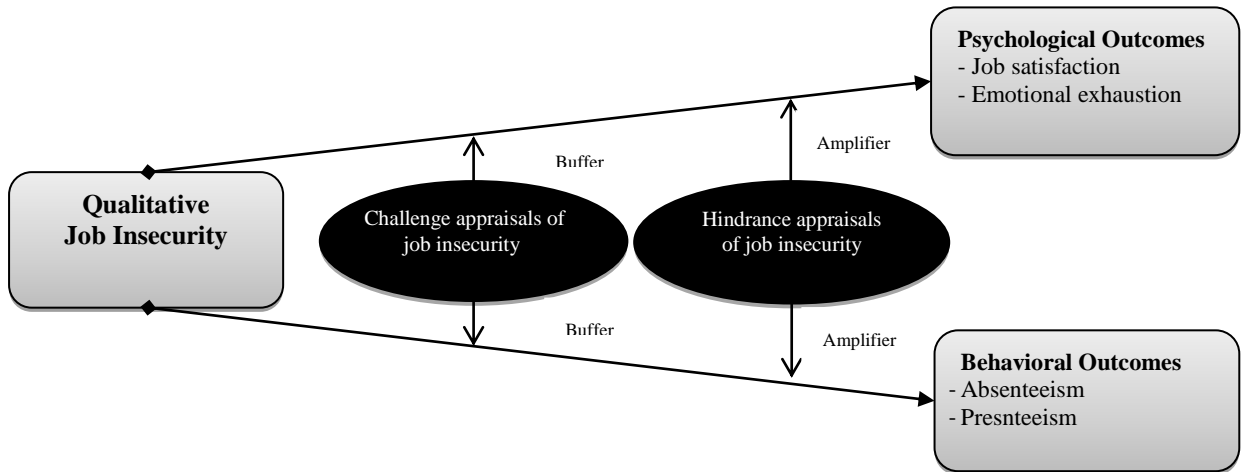 Psychological Outcomes
- Job satisfaction
- Emotional exhaustion
Amplifier
Buffer
Qualitative
Job Insecurity
Challenge appraisals of
job insecurity
Hindrance appraisals
of job insecurity
Buffer
Amplifier
Behavioral Outcomes
- Absenteeism
- Presnteeism